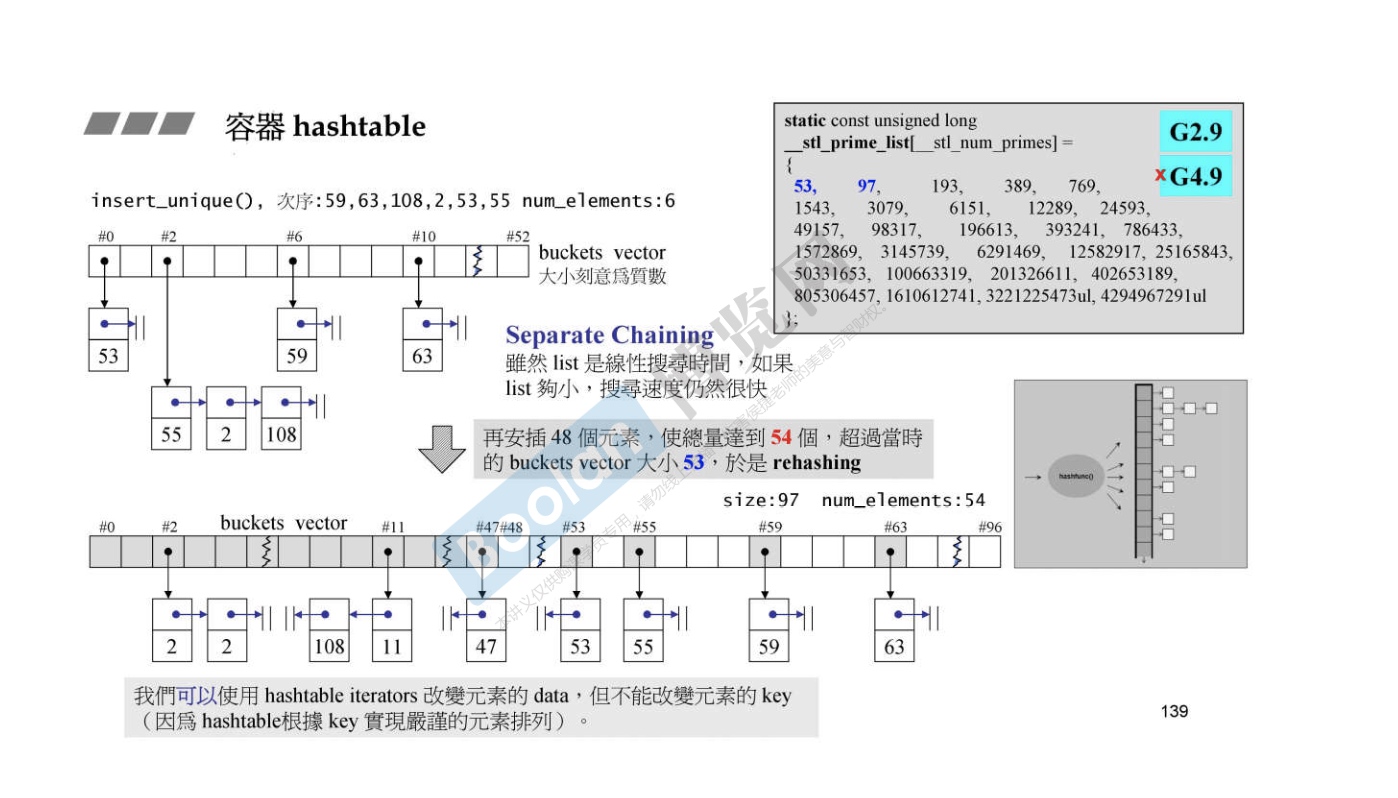 容器 hashtable
insert_unique(), 次序:59,63,108,2,53,55 num_elements:6
#0 #2 #6 #10 #52
buckets vector
大小刻意爲質數
53 59 63
55 2 108
static const unsigned long
__stl_prime_list[__stl_num_primes] =
{
53, 97, 193, 389, 769,
1543, 3079, 6151, 12289, 24593,
49157, 98317, 196613, 393241, 786433,
1572869, 3145739, 6291469, 12582917, 25165843,
50331653, 100663319, 201326611, 402653189,
805306457, 1610612741, 3221225473ul, 4294967291ul
};
G2.9
x G4.9
Separate Chaining
雖然 list 是線性搜尋時間，如果
list 夠小，搜尋速度仍然很快
再安插 48 個元素，使總量達到 54 個，超過當時
的 buckets vector 大小 53，於是 rehashing
size:97 num_elements:54
buckets vector
#0 #2 #11 #47#48 #53 #55 #59 #63 #96
2 2 108 11 47 53 55 59 63
hashfunc()
我們可以使用 hashtable iterators 改變元素的 data，但不能改變元素的 key
（因爲 hashtable根據 key 實現嚴謹的元素排列）。
139
Boolan 博览网